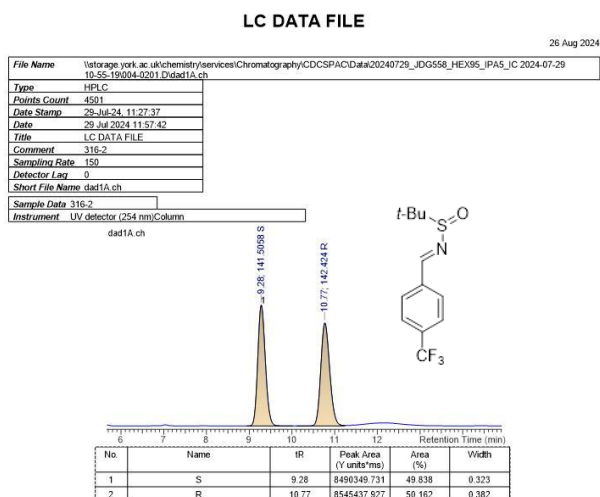 LC DATA FILE
26 Aug 2024
File Name \\storage.york.ac.uk\chemistry\services\Chromatography\CDCSPAC\Data\20240729_JDG558_HEX95_IPA5_IC 2024-07-29
10-55-19\004-0201.D\dad1A.ch
Type HPLC
Points Count 4501
Date Stamp 29-Jul-24, 11:27:37
Date 29 Jul 2024 11:57:42
Title LC DATA FILE
Comment 316-2
Sampling Rate 150
Detector Lag 0
Short File Name dad1A.ch
Sample Data 316-2
Instrument UV detector (254 nm)Column
dad1A.ch
9.28; 141.5058 S
10.77; 142.424 R
t-Bu
S
O
N
CF3
6 7 8 9 10 11 12 Retention Time (min)
No. Name tR Peak Area Area Width
(Y units*ms) (%)
1 S 9.28 8490349.731 49.838 0.323
2 R 10.77 8545437.927 50.162 0.382